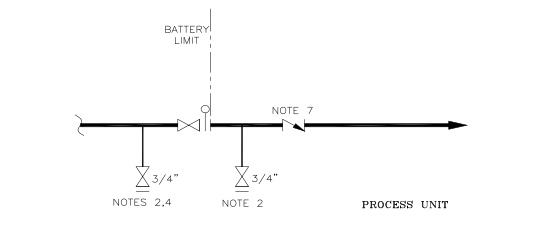 BATTERY
LIMIT
NOTE 7
3/4"
3/4"
NOTES 2,4
NOTE 2
PROCESS UNIT